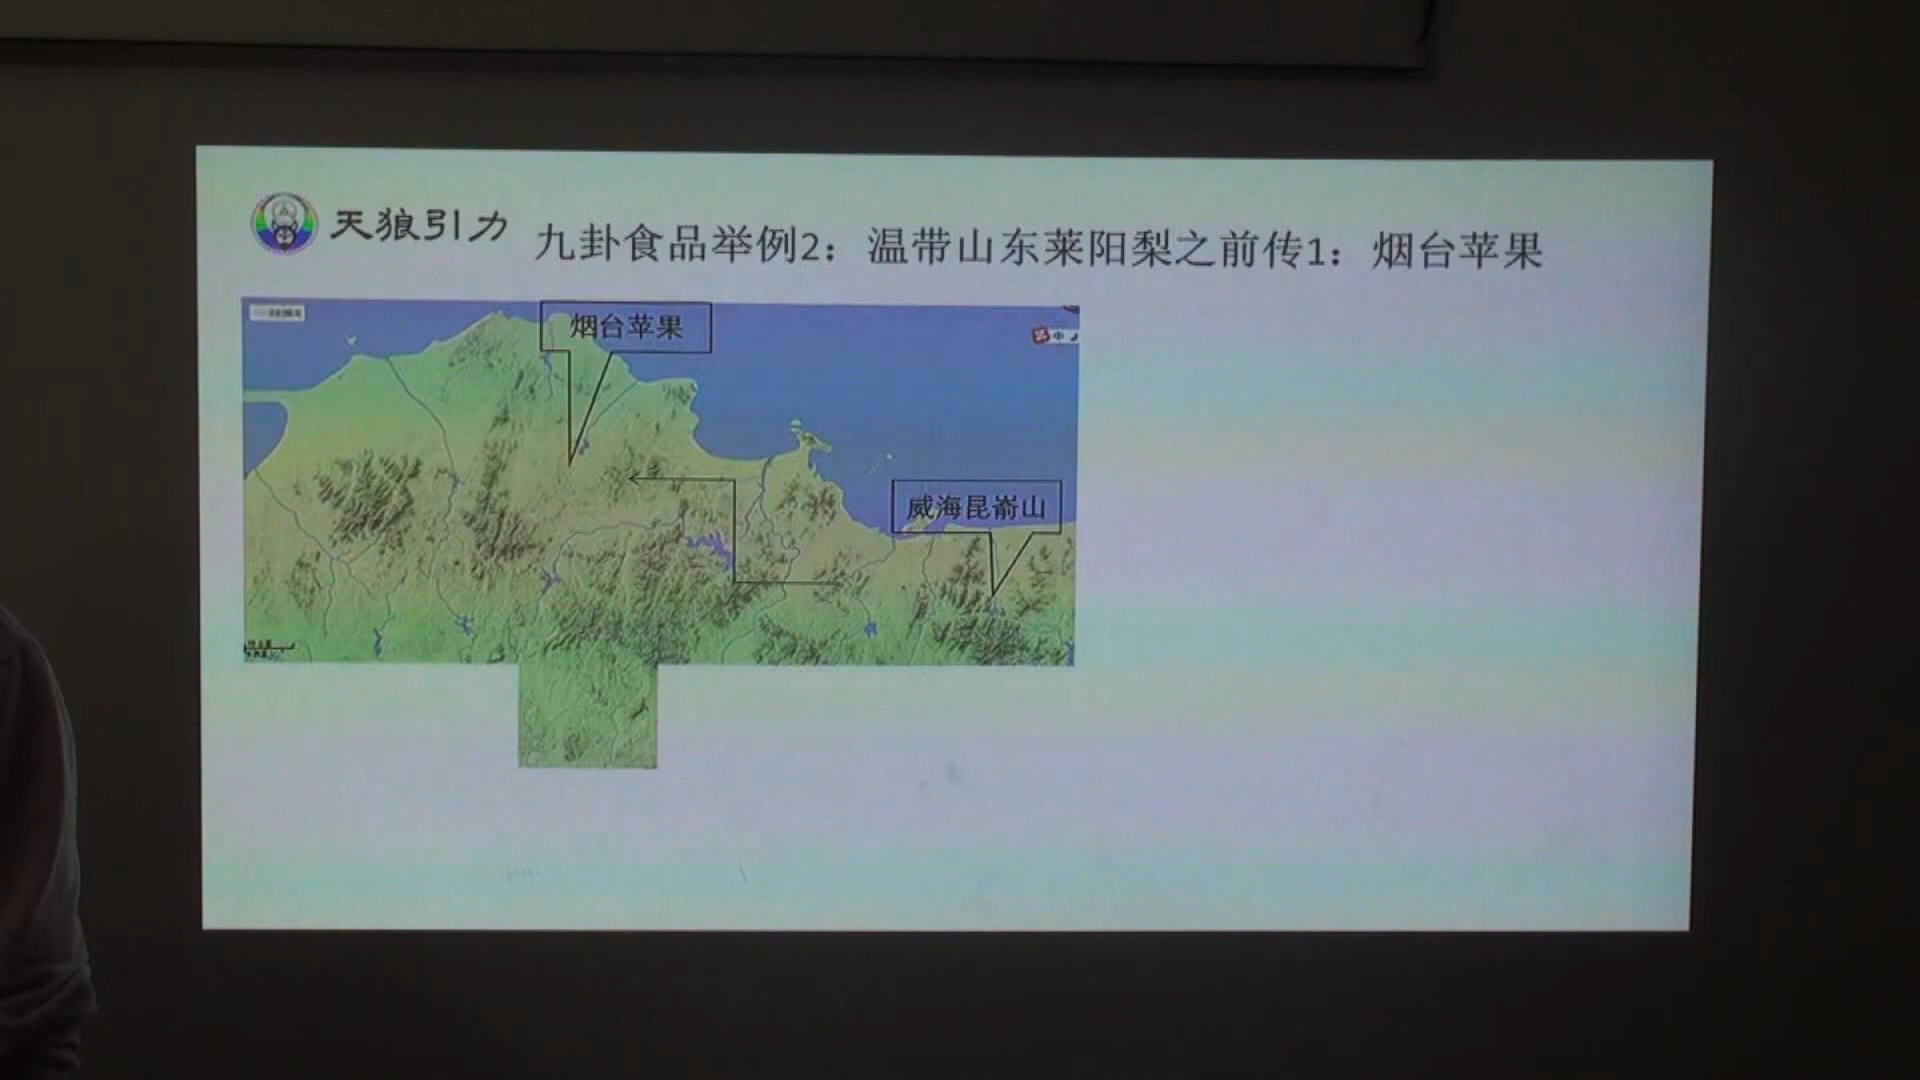 天狼引力
九卦食品举例2：温带山东莱阳梨之前传1：烟台苹果
烟台苹果
中
威海昆嵛山